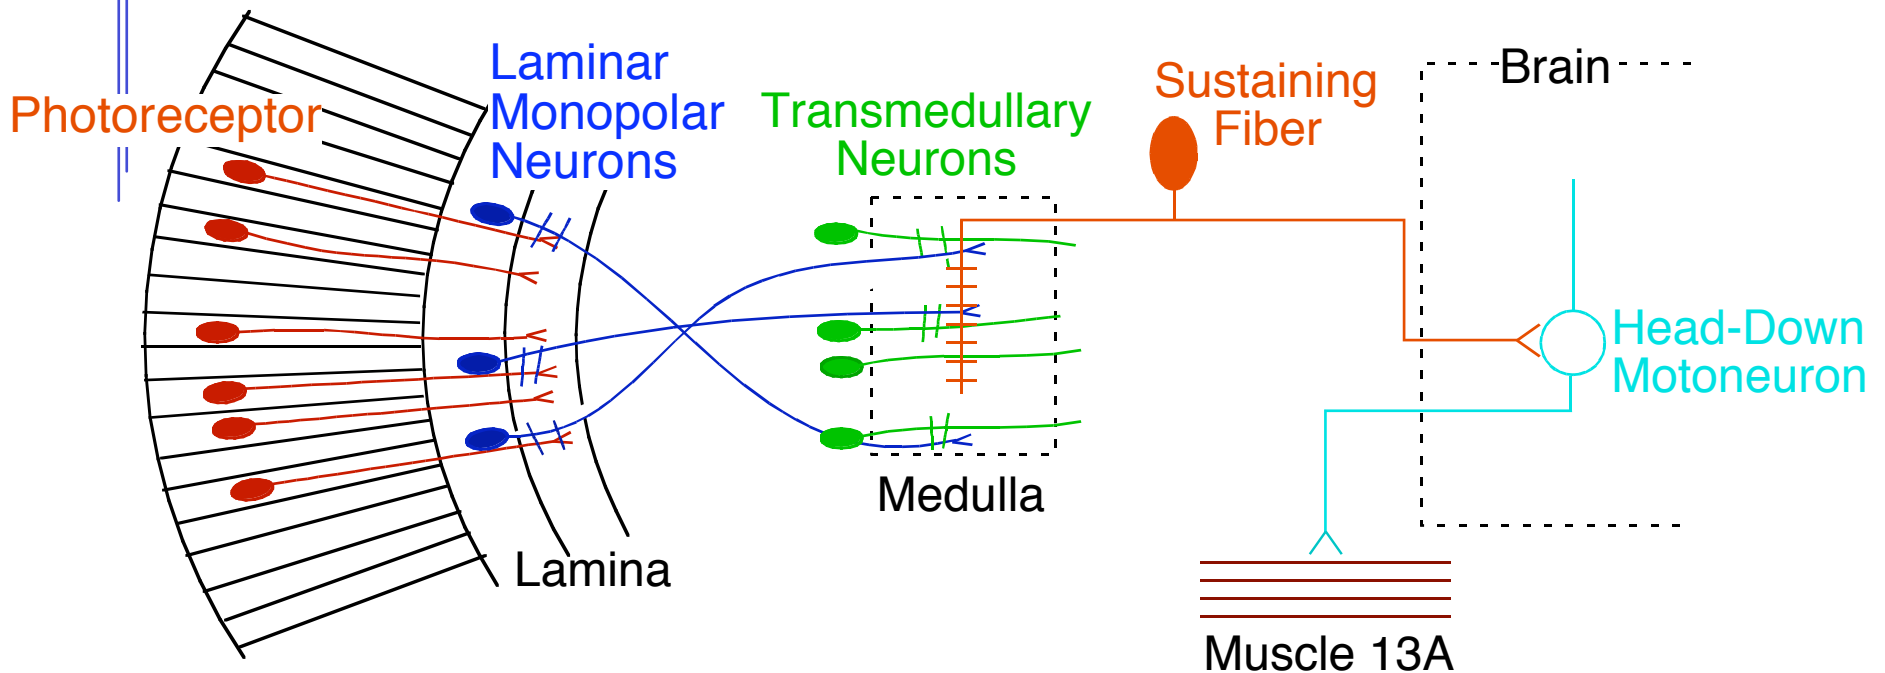 Photoreceptor
Laminar
Monopolar
Neurons
Transmedullary
Neurons
Sustaining
Fiber
Brain
Head-Down
Motoneuron
Medulla
Lamina
Muscle 13A